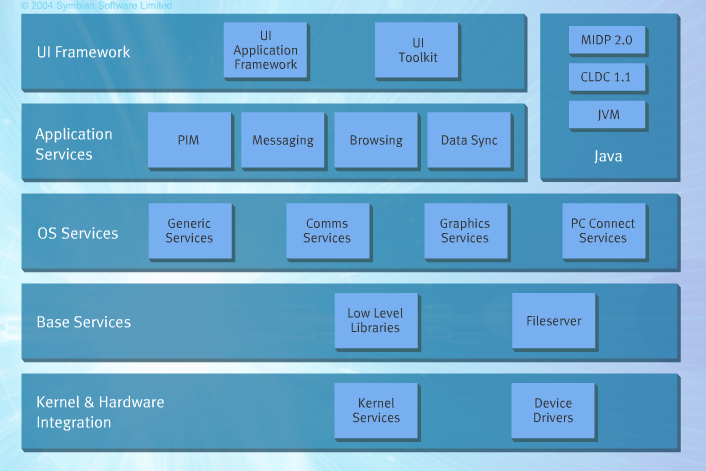 © 2004 Symbian Software Limited
UI Framework
UI
Application
Framework
UI
Toolkit
MIDP 2.0
CLDC 1.1
JVM
Java
Application
Services
PIM
Messaging
Browsing
Data Sync
OS Services
Generic
Services
Comms
Services
Graphics
Services
PC Connect
Services
Base Services
Low Level
Libraries
Fileserver
Kernel & Hardware
Integration
Kernel
Services
Device
Drivers